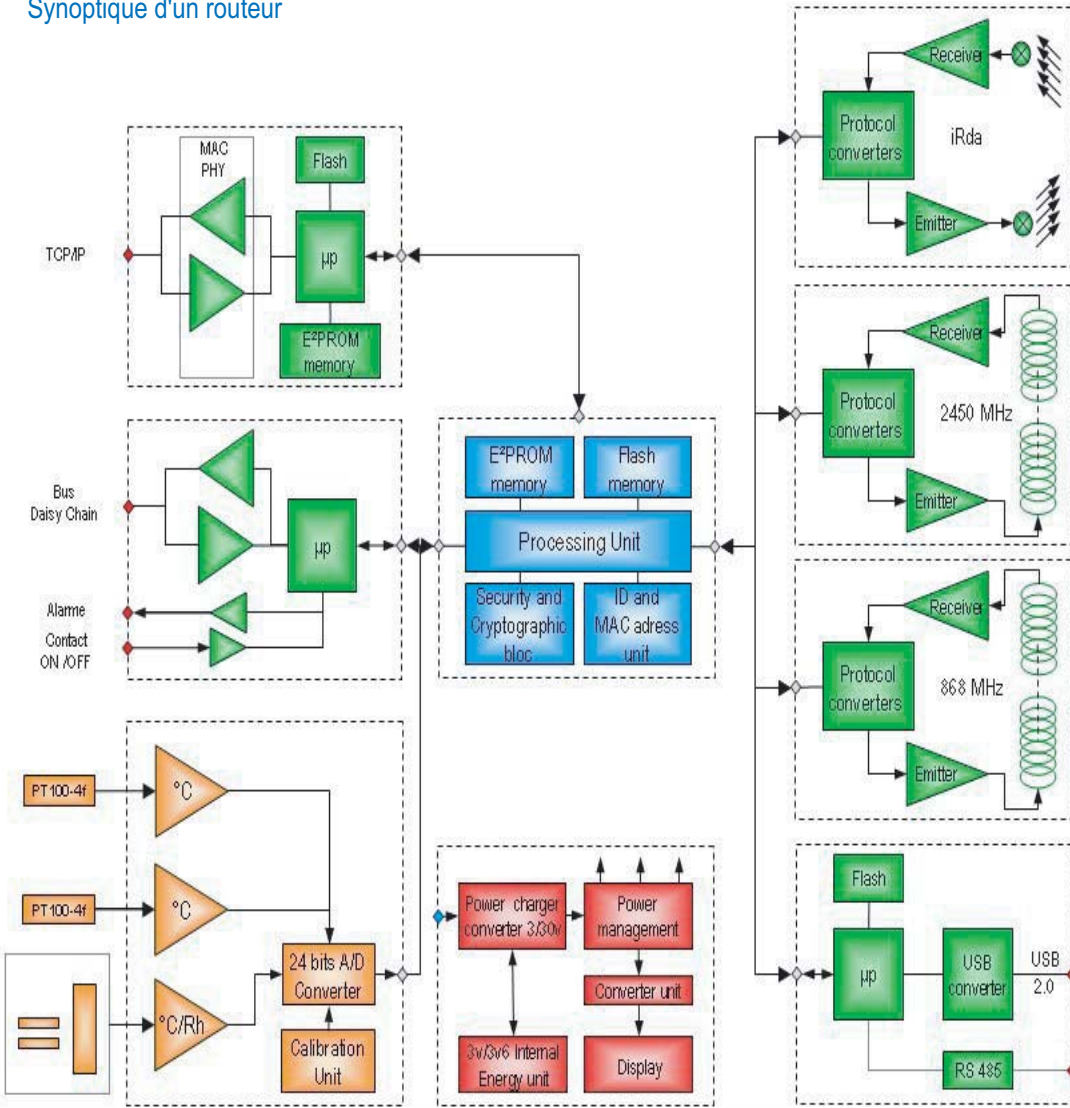 Synoptique d'un routeur
MAC
PHY
Flash
TCP/IP
µp
E²PROM
memory
Bus
Daisy Chain
µp
Alarme
Contact
ON /OFF
E²PROM
memory
Flash
memory
Processing Unit
Security and
Cryptographic
bloc
ID and
MAC adress
unit
PT100-4f
°C
PT100-4f
°C
°C/Rh
24 bits A/D
Converter
Calibration
Unit
Power charger
converter 3/30v
Power
management
Converter unit
3v/3v6 Internal
Energy unit
Display
Receiver
Protocol
converters
iRda
Emitter
Receiver
Protocol
converters
2450 MHz
Emitter
Receiver
Protocol
converters
868 MHz
Emitter
Flash
µp
USB
converter
USB
2.0
RS 485